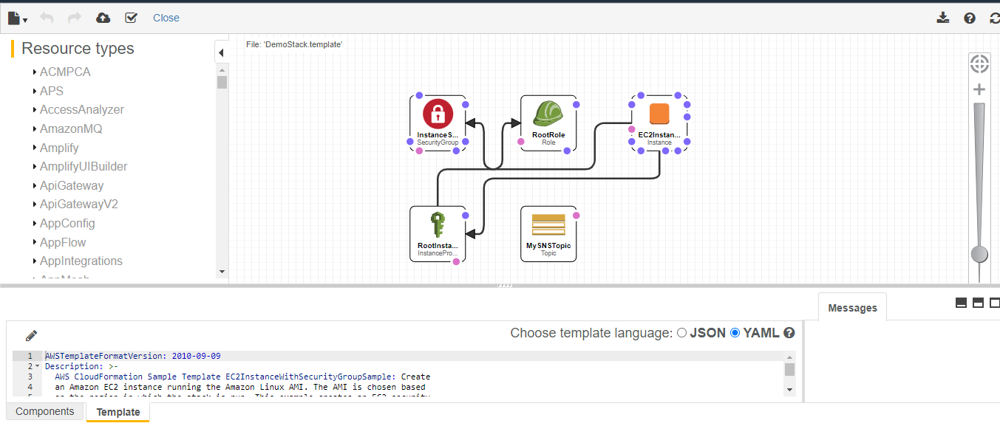 Close
Resource types
ACMPCA
APS
AccessAnalyzer
AmazonMQ
Amplify
AmplifyUIBuilder
ApiGateway
ApiGatewayV2
AppConfig
AppFlow
AppIntegrations
File: 'DemoStack.template'
InstanceS...
SecurityGroup
RootRole
Role
EC2Instan...
Instance
RootInsta...
InstancePro...
MySNSTopic
Topic
Messages
Choose template language: JSON YAML
1 AWSTemplateFormatVersion: 2010-09-09
2 Description: >-
3 AWS CloudFormation Sample Template EC2InstanceWithSecurityGroupSample: Create
4 an Amazon EC2 instance running the Amazon Linux AMI. The AMI is chosen based
Components
Template